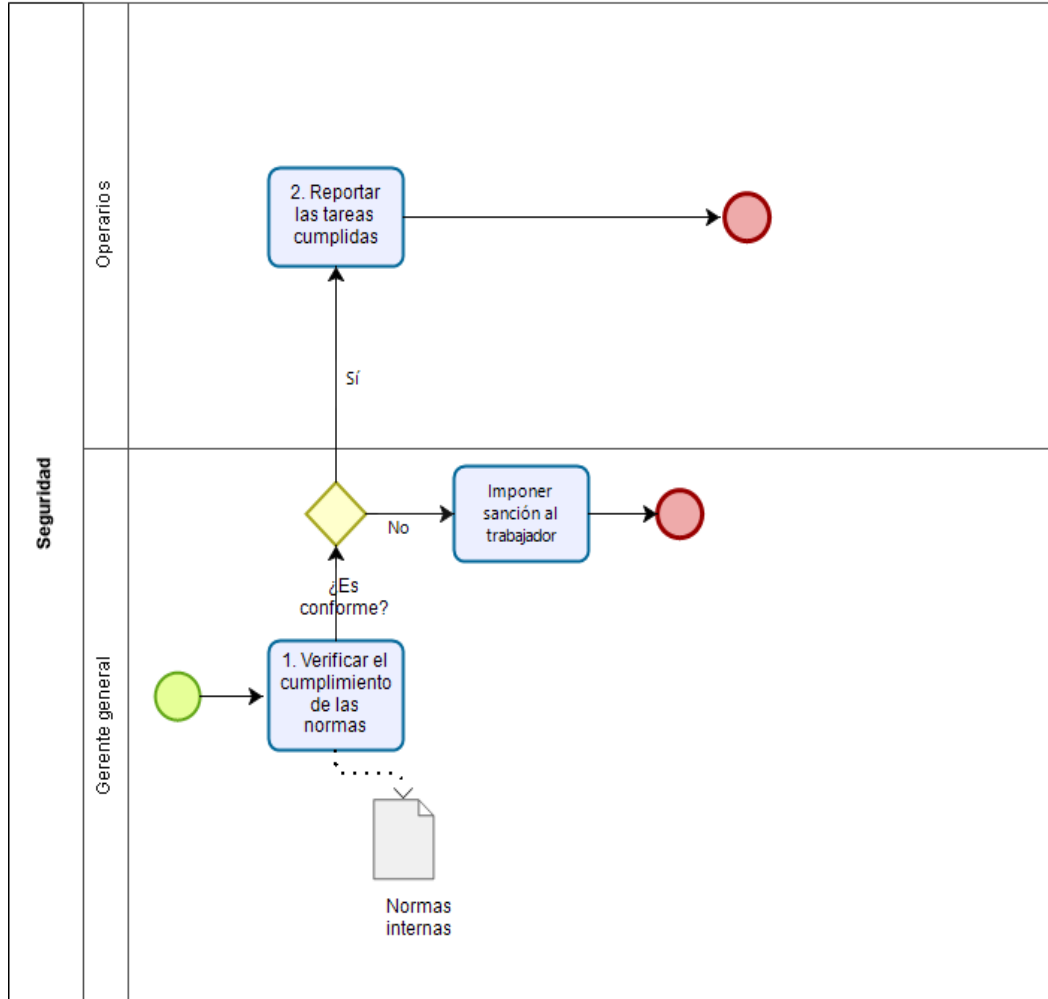 Seguridad
Operarios
2. Reportar
las tareas
cumplidas
Sí
Gerente general
Imponer
sanción al
trabajador
No
¿Es
conforme?
1. Verificar el
cumplimiento
de las
normas
Normas
internas